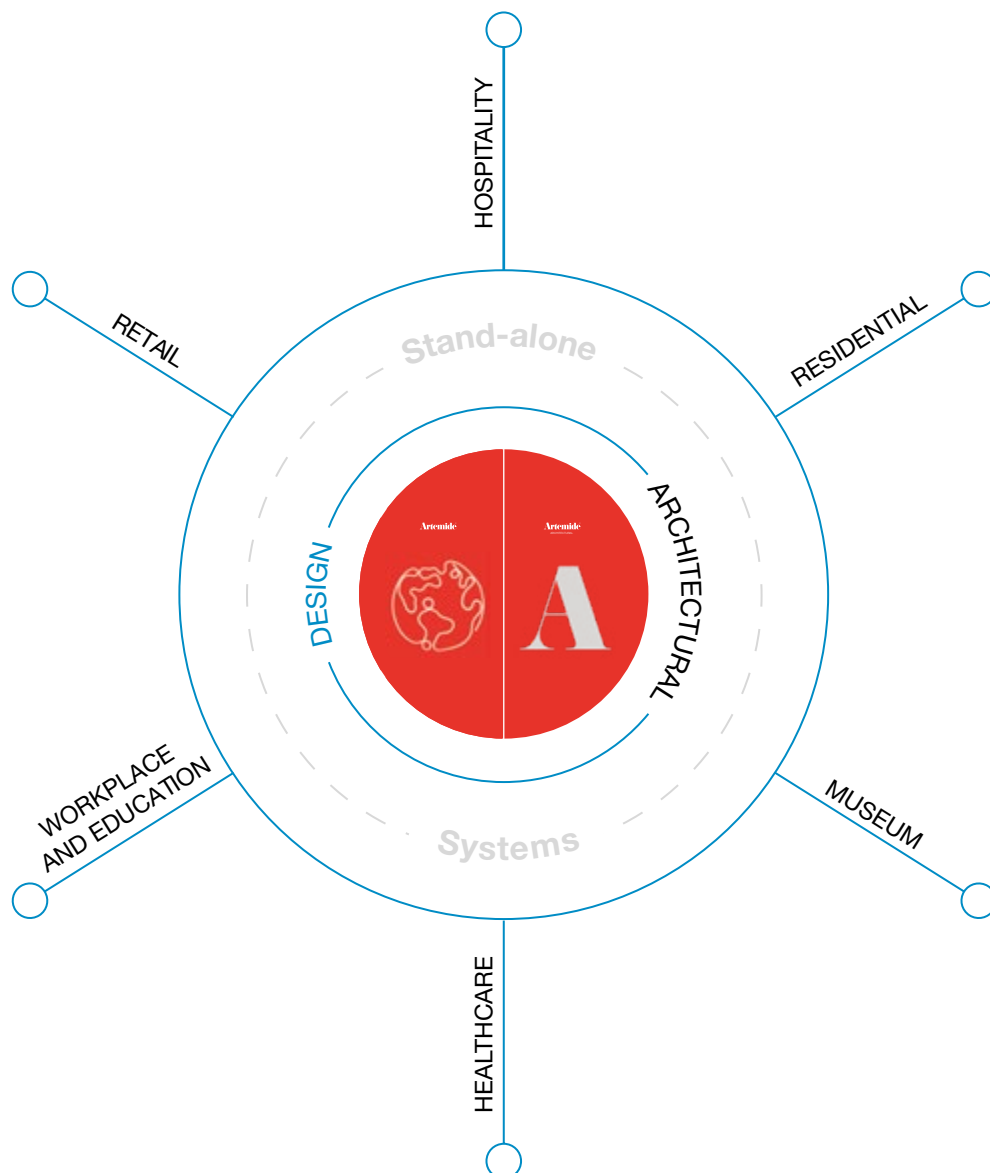 HOSPITALITY
RETAIL
RESIDENTIAL
Stand-alone
ARCHITECTURAL
Artemide
Artemide
DESIGN
A
WORKPLACE
AND EDUCATION
MUSEUM
Systems
HEALTHCARE